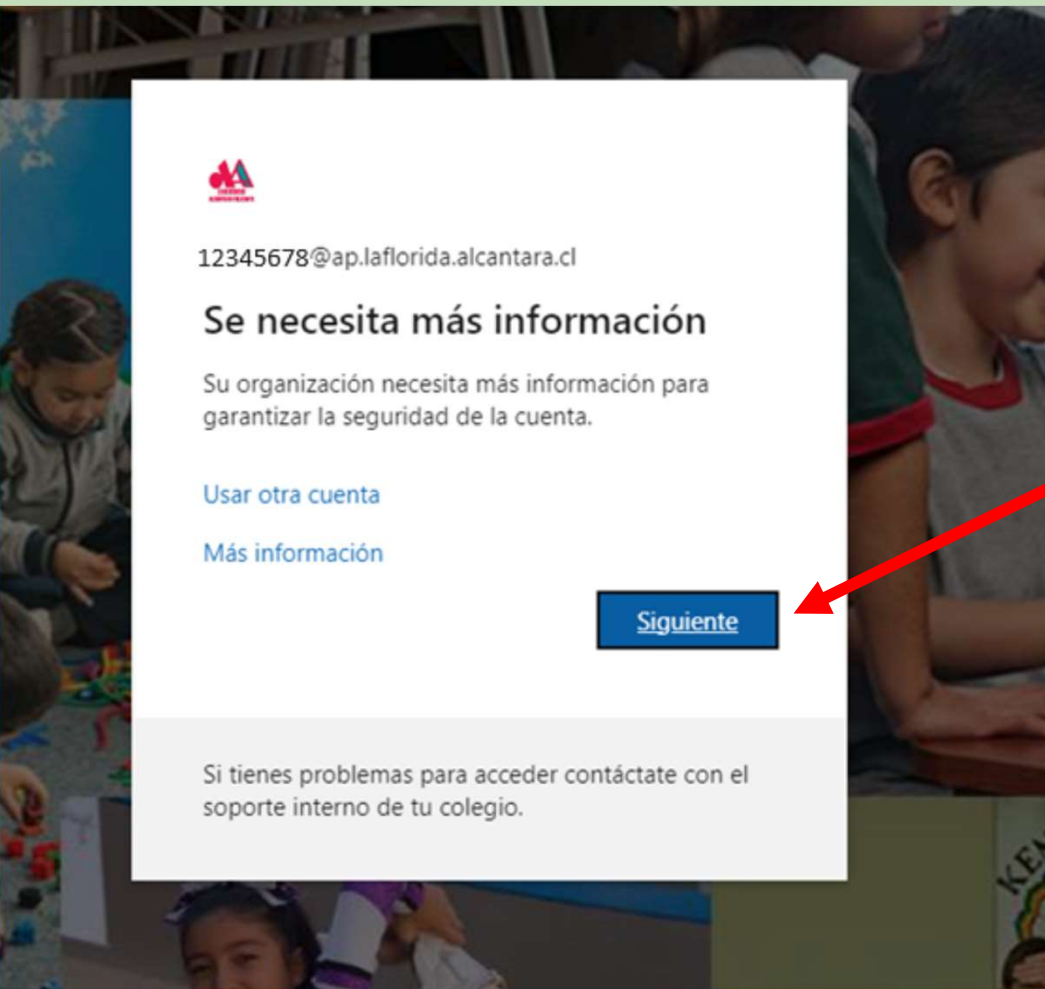 12345678@ap.laflorida.alcantara.cl
Se necesita más información
Su organización necesita más información para
garantizar la seguridad de la cuenta.
Usar otra cuenta
Más información
Siguiente
Si tienes problemas para acceder contáctate con el
soporte interno de tu colegio.